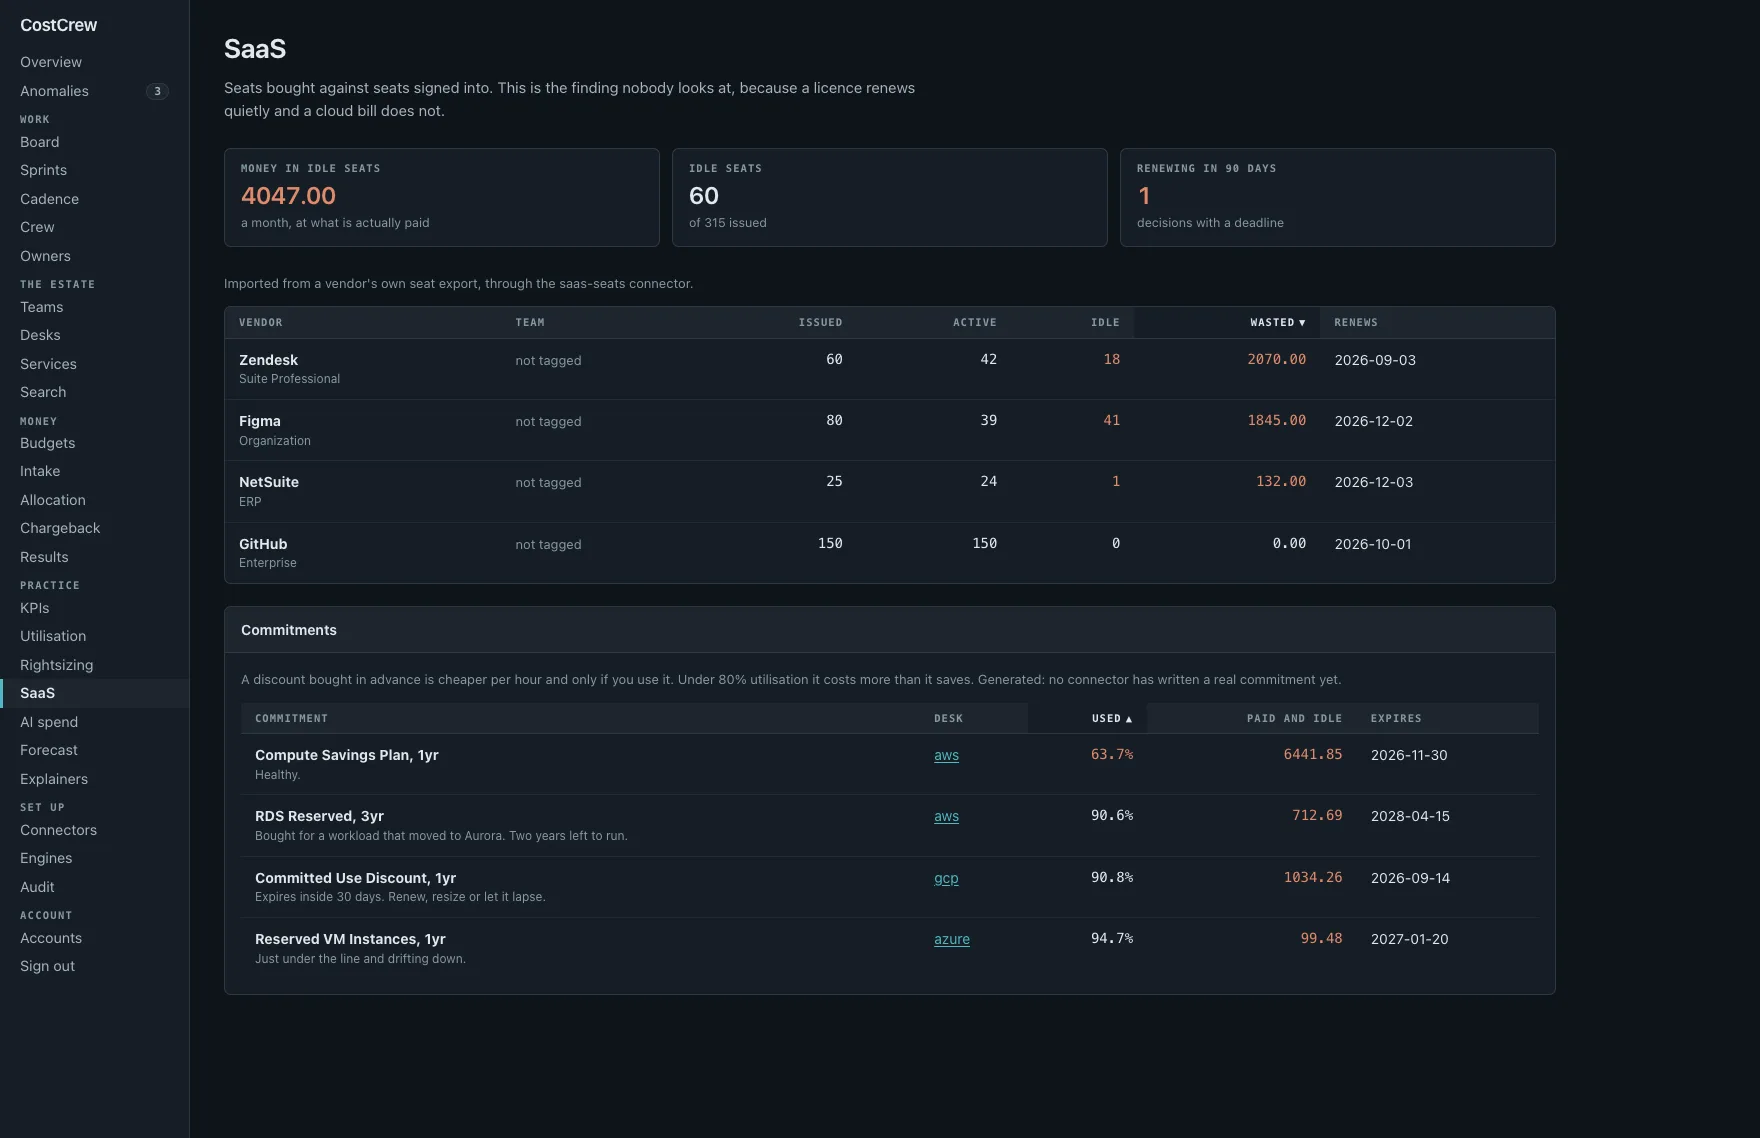 CostCrew
Overview
Anomalies 3
WORK
Board
Sprints
Cadence
Crew
Owners
THE ESTATE
Teams
Desks
Services
Search
MONEY
Budgets
Intake
Allocation
Chargeback
Results
PRACTICE
KPIs
Utilisation
Rightsizing
SaaS
AI spend
Forecast
Explainers
SET UP
Connectors
Engines
Audit
ACCOUNT
Accounts
Sign out
SaaS
Seats bought against seats signed into. This is the finding nobody looks at, because a licence renews
quietly and a cloud bill does not.
MONEY IN IDLE SEATS
4047.00
a month, at what is actually paid
IDLE SEATS
60
of 315 issued
RENEWING IN 90 DAYS
1
decisions with a deadline
Imported from a vendor's own seat export, through the saas-seats connector.
VENDOR TEAM ISSUED ACTIVE IDLE WASTED ▼ RENEWS
Zendesk not tagged 60 42 18 2070.00 2026-09-03
Suite Professional
Figma not tagged 80 39 41 1845.00 2026-12-02
Organization
NetSuite not tagged 25 24 1 132.00 2026-12-03
ERP
GitHub not tagged 150 150 0 0.00 2026-10-01
Enterprise
Commitments
A discount bought in advance is cheaper per hour and only if you use it. Under 80% utilisation it costs more than it saves. Generated: no connector has written a real commitment yet.
COMMITMENT DESK USED ▲ PAID AND IDLE EXPIRES
Compute Savings Plan, 1yr aws 63.7% 6441.85 2026-11-30
Healthy.
RDS Reserved, 3yr aws 90.6% 712.69 2028-04-15
Bought for a workload that moved to Aurora. Two years left to run.
Committed Use Discount, 1yr gcp 90.8% 1034.26 2026-09-14
Expires inside 30 days. Renew, resize or let it lapse.
Reserved VM Instances, 1yr azure 94.7% 99.48 2027-01-20
Just under the line and drifting down.